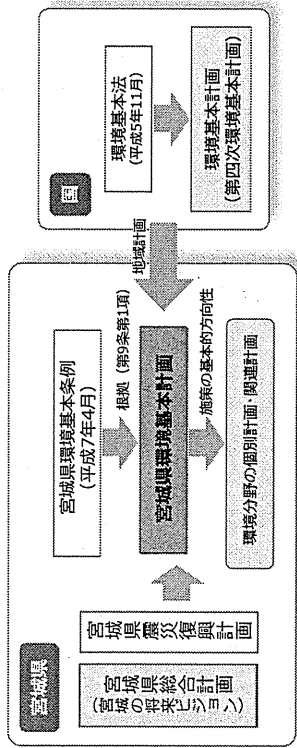 宮城県
宮城県環境基本条例
(平成7年4月)
根拠（第9条第1項）
宮城県環境基本計画
施策の基本的方向性
環境分野の個別計画・関連計画
宮城県震災復興計画
宮城県総合計画
(宮城の将来ビジョン)
地域計画
国
環境基本法
(平成5年11月)
環境基本計画
(第四次環境基本計画)